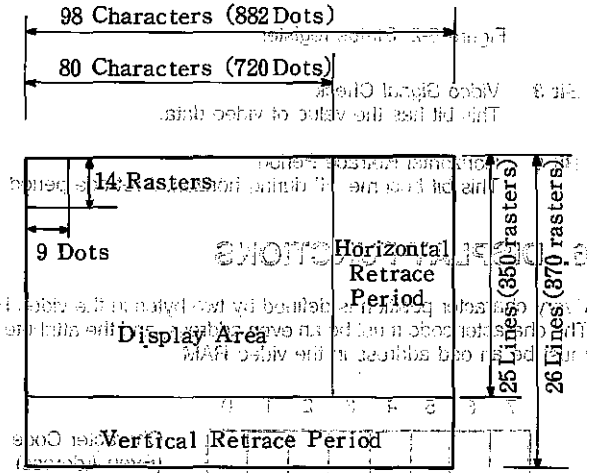 98 Characters (882 Dots)
80 Characters (720 Dots)
14 Rasters
9 Dots
Horizontal
Retrace
Period
Display Area
25 Lines (350 rasters)
26 Lines (370 rasters)
Vertical Retrace Period